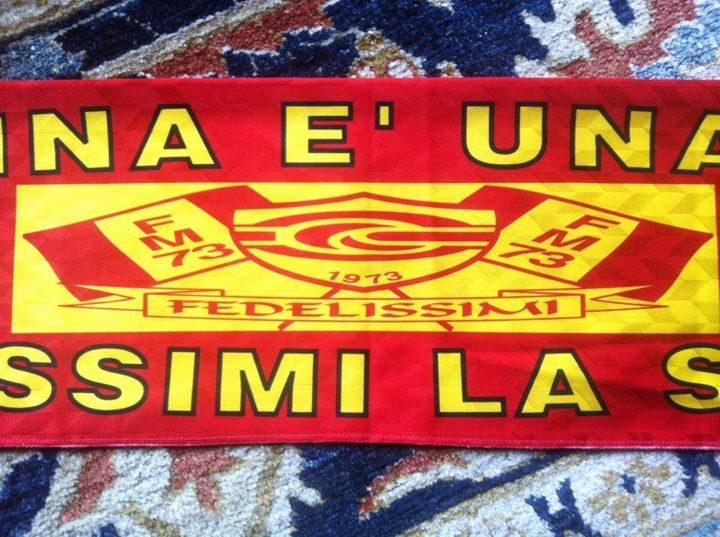 INA E' UNA
FM
73
FM
73
1973
FEDELISSIMI
SSIMI LA S